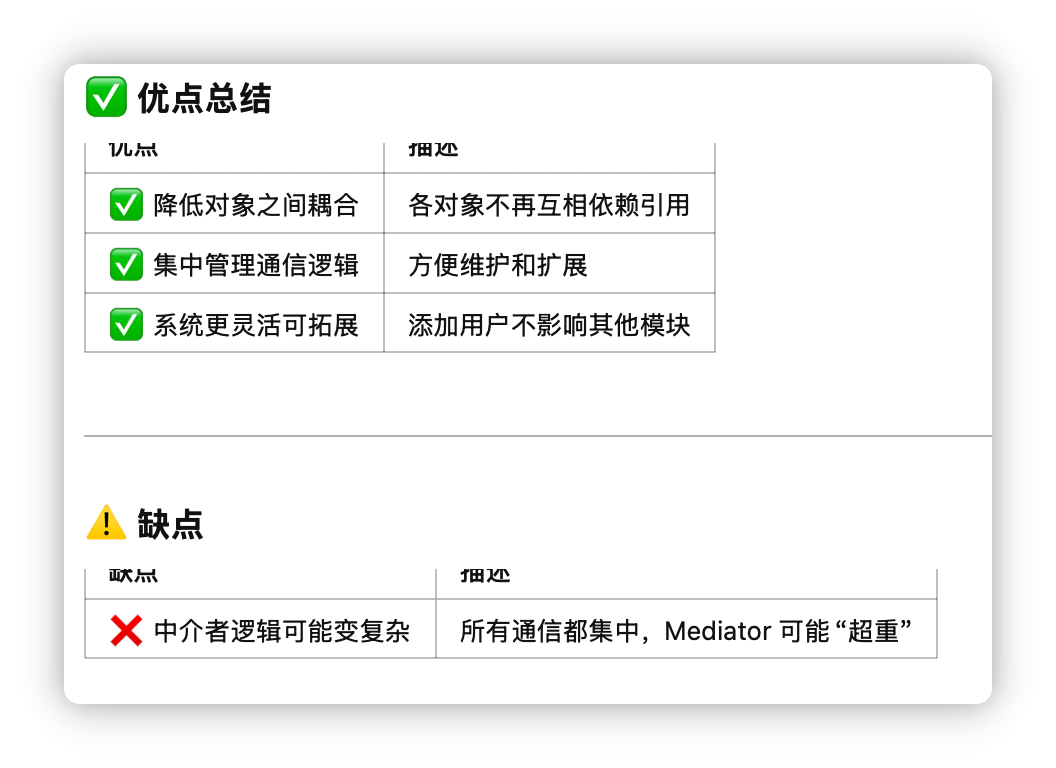 ✅ 优点总结
优点 描述
✅ 降低对象之间耦合 各对象不再互相依赖引用
✅ 集中管理通信逻辑 方便维护和扩展
✅ 系统更灵活可拓展 添加用户不影响其他模块
⚠️ 缺点
缺点 描述
❌ 中介者逻辑可能变复杂 所有通信都集中，Mediator 可能“超重”